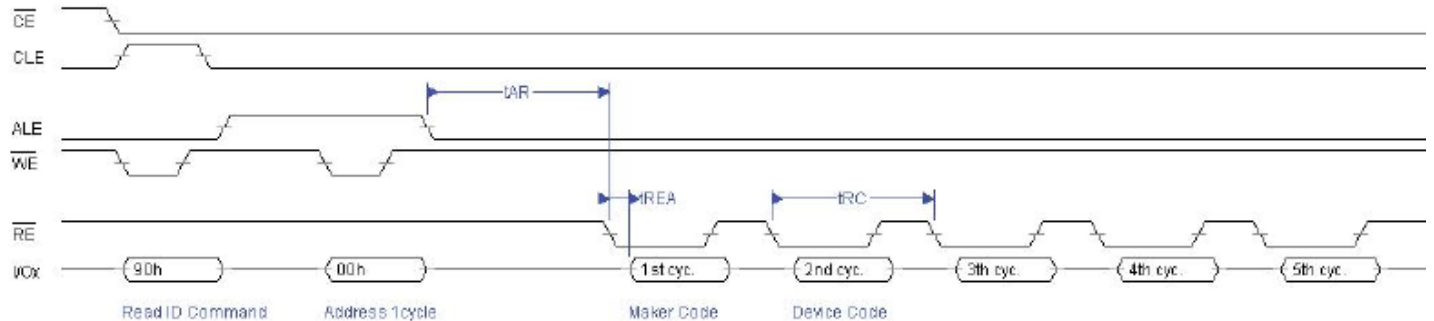 CE
CLE
tAR
ALE
WE
tREA
tRC
RE
I/Ox 90h 00h 1st cyc. 2nd cyc. 3th cyc. 4th cyc. 5th cyc.
Read ID Command Address 1cycle Maker Code Device Code